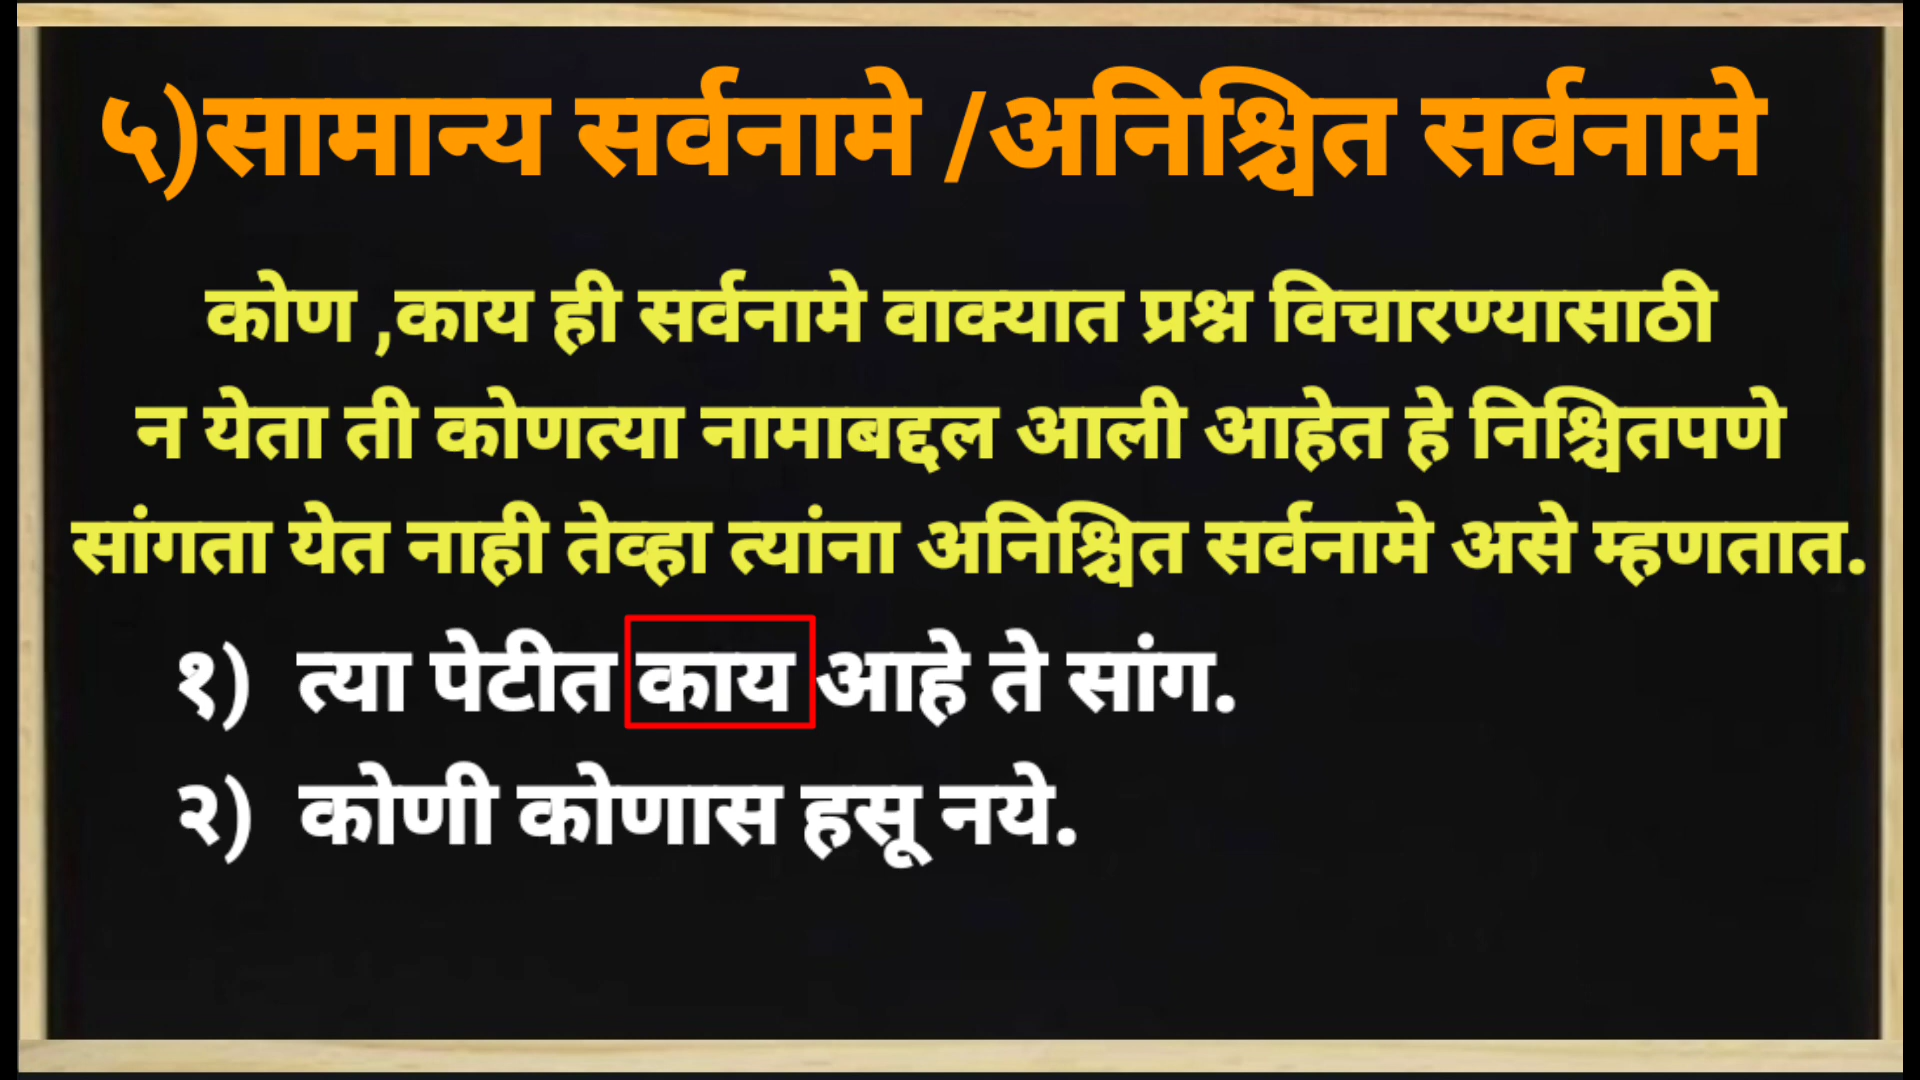 ५)सामान्य सर्वनामे /अनिश्चित सर्वनामे
कोण ,काय ही सर्वनामे वाक्यात प्रश्न विचारण्यासाठी
न येता ती कोणत्या नामाबद्दल आली आहेत हे निश्चितपणे
सांगता येत नाही तेव्हा त्यांना अनिश्चित सर्वनामे असे म्हणतात.
१) त्या पेटीत काय आहे ते सांग.
२) कोणी कोणास हसू नये.